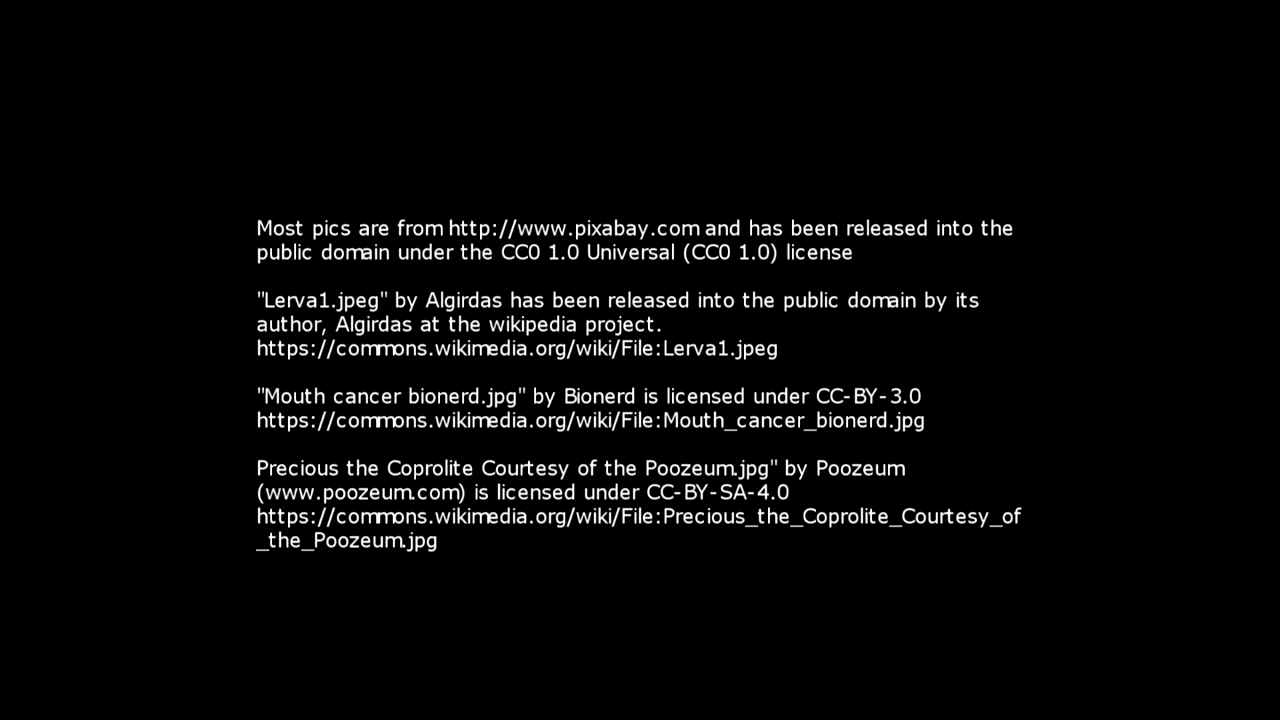 Most pics are from http://www.pixabay.com and has been released into the
public domain under the CC0 1.0 Universal (CC0 1.0) license
"Lerva1.jpeg" by Algirdas has been released into the public domain by its
author, Algirdas at the wikipedia project.
https://commons.wikimedia.org/wiki/File:Lerva1.jpeg
"Mouth cancer bionerd.jpg" by Bionerd is licensed under CC-BY-3.0
https://commons.wikimedia.org/wiki/File:Mouth_cancer_bionerd.jpg
Precious the Coprolite Courtesy of the Poozeum.jpg" by Poozeum
(www.poozeum.com) is licensed under CC-BY-SA-4.0
https://commons.wikimedia.org/wiki/File:Precious_the_Coprolite_Courtesy_of
_the_Poozeum.jpg